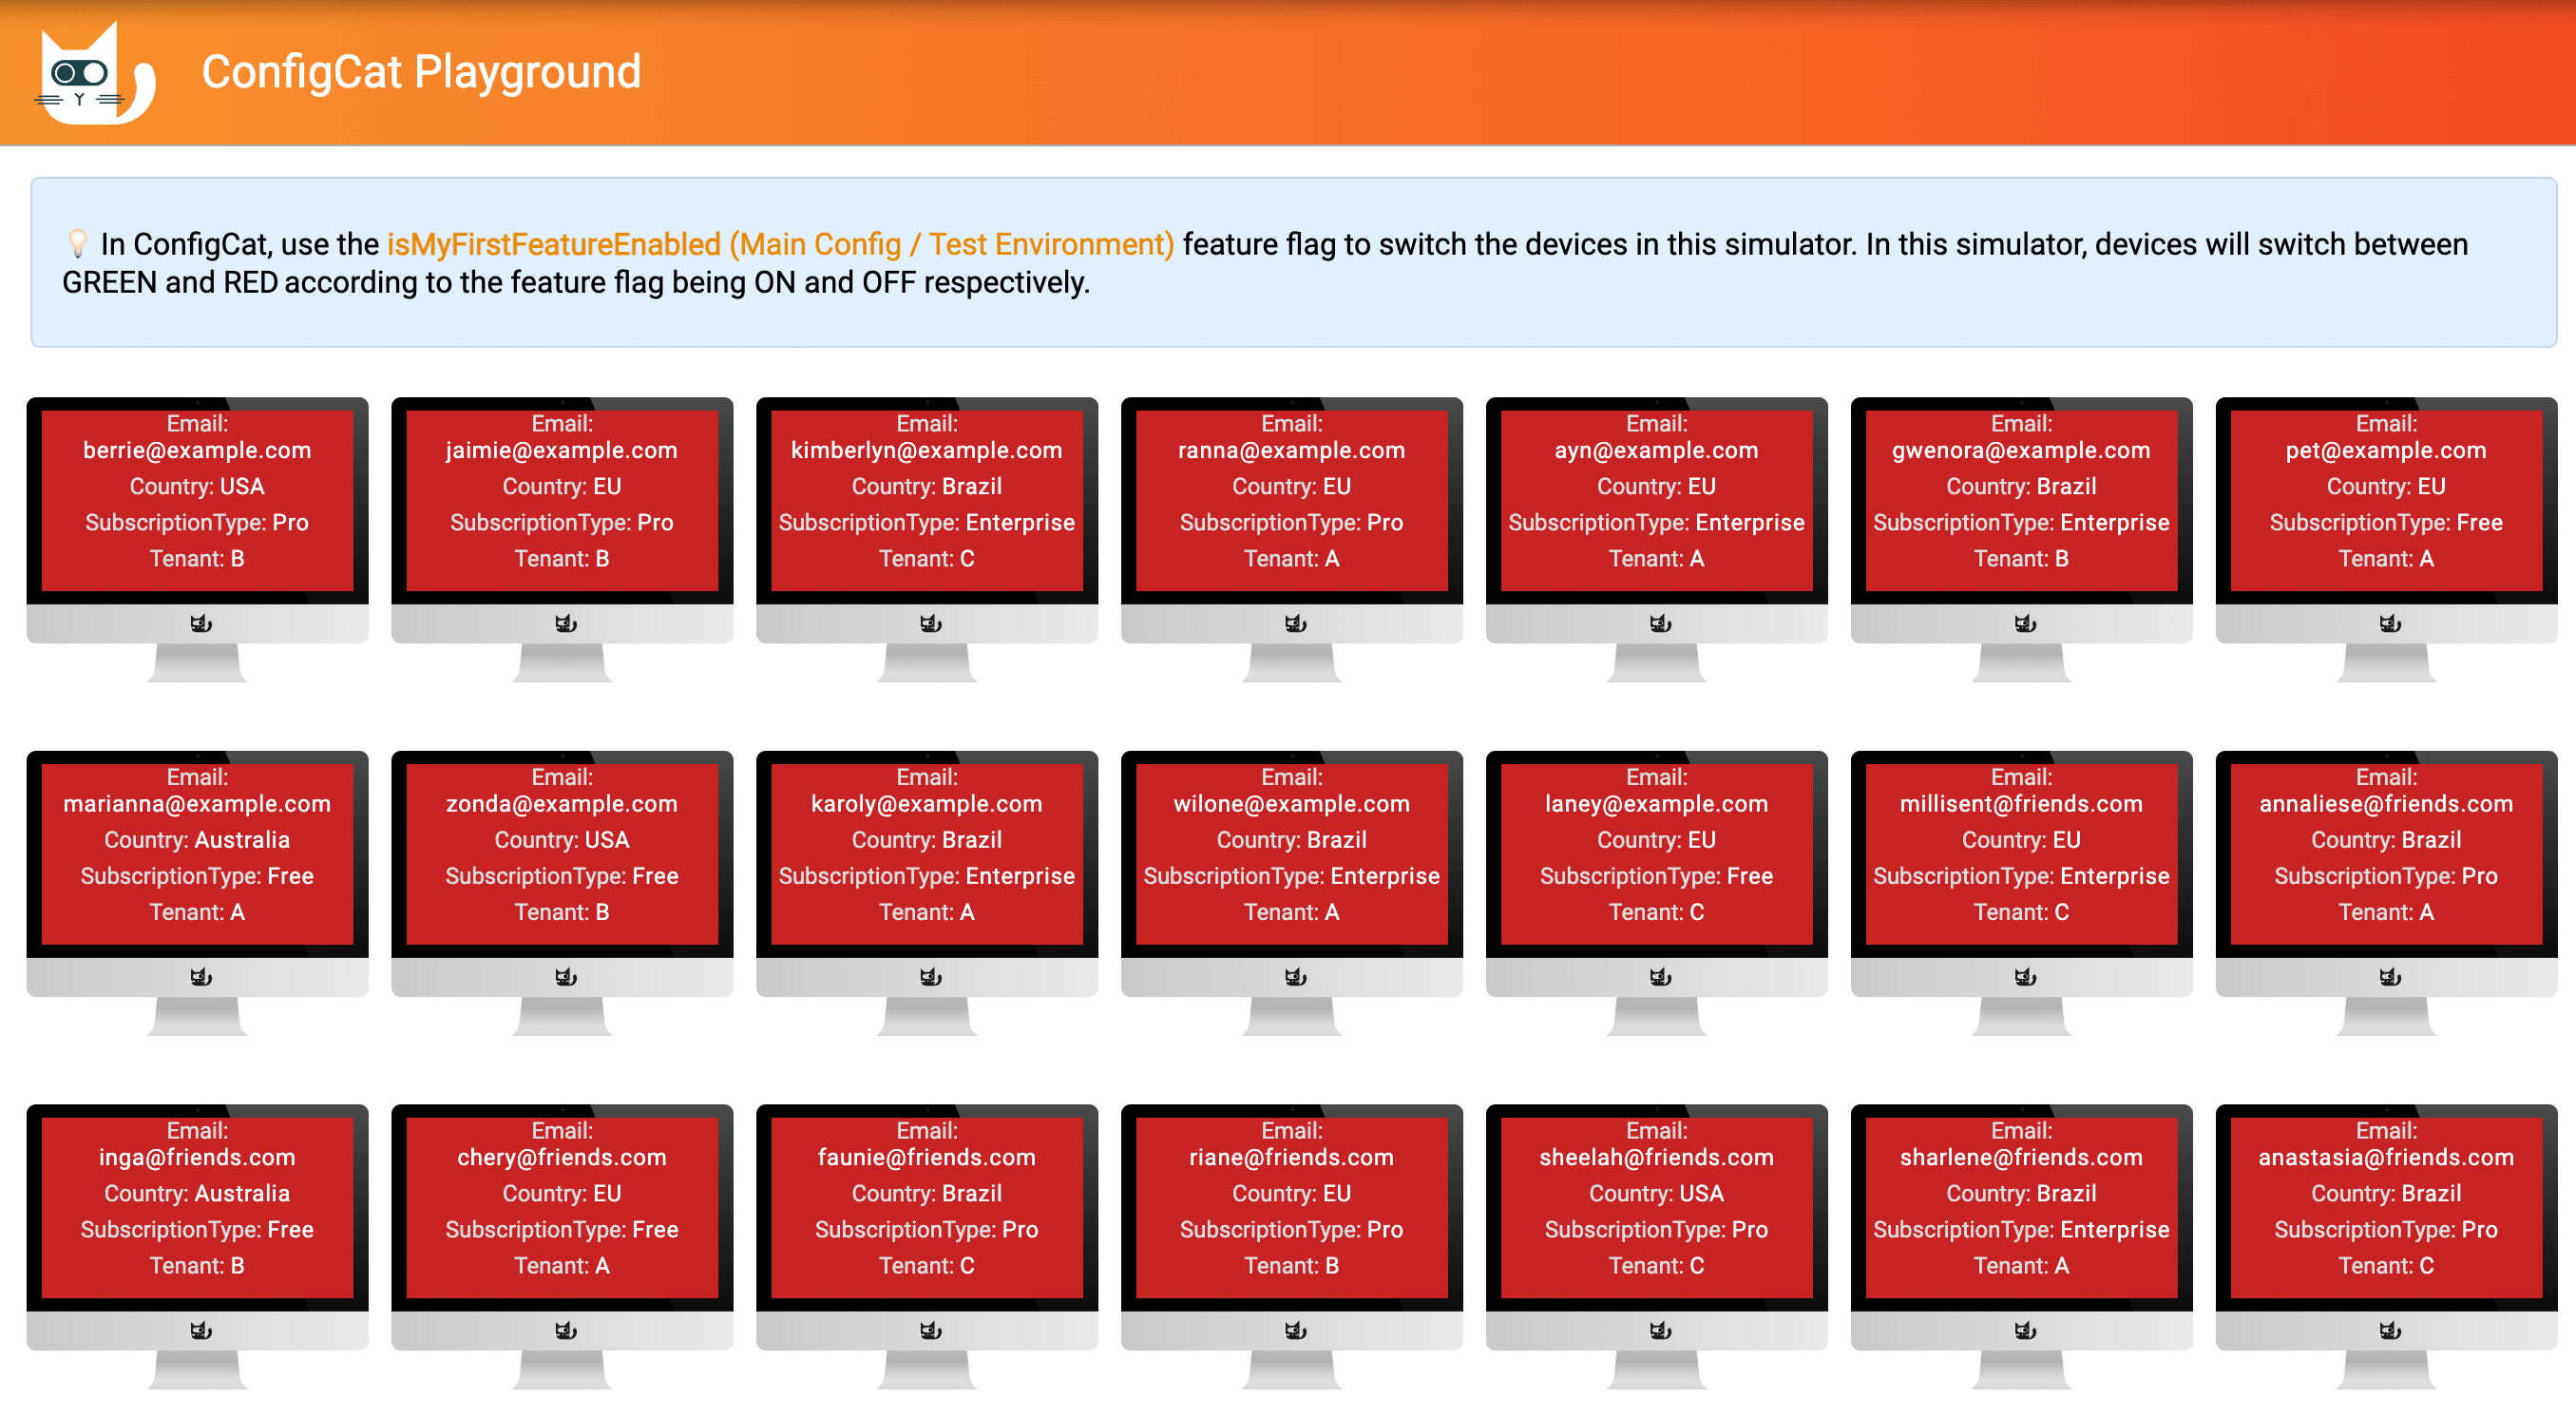 ConfigCat Playground
In ConfigCat, use the isMyFirstFeatureEnabled (Main Config / Test Environment) feature flag to switch the devices in this simulator. In this simulator, devices will switch between
GREEN and RED according to the feature flag being ON and OFF respectively.
Email:
berrie@example.com
Country: USA
SubscriptionType: Pro
Tenant: B
Email:
jaimie@example.com
Country: EU
SubscriptionType: Pro
Tenant: B
Email:
kimberlyn@example.com
Country: Brazil
SubscriptionType: Enterprise
Tenant: C
Email:
ranna@example.com
Country: EU
SubscriptionType: Pro
Tenant: A
Email:
ayn@example.com
Country: EU
SubscriptionType: Enterprise
Tenant: A
Email:
gwenora@example.com
Country: Brazil
SubscriptionType: Enterprise
Tenant: B
Email:
pet@example.com
Country: EU
SubscriptionType: Free
Tenant: A
Email:
marianna@example.com
Country: Australia
SubscriptionType: Free
Tenant: A
Email:
zonda@example.com
Country: USA
SubscriptionType: Free
Tenant: B
Email:
karoly@example.com
Country: Brazil
SubscriptionType: Enterprise
Tenant: A
Email:
wilone@example.com
Country: Brazil
SubscriptionType: Enterprise
Tenant: A
Email:
laney@example.com
Country: EU
SubscriptionType: Free
Tenant: C
Email:
millisent@friends.com
Country: EU
SubscriptionType: Enterprise
Tenant: C
Email:
annaliese@friends.com
Country: Brazil
SubscriptionType: Pro
Tenant: A
Email:
inga@friends.com
Country: Australia
SubscriptionType: Free
Tenant: B
Email:
chery@friends.com
Country: EU
SubscriptionType: Free
Tenant: A
Email:
faunie@friends.com
Country: Brazil
SubscriptionType: Pro
Tenant: C
Email:
riane@friends.com
Country: EU
SubscriptionType: Pro
Tenant: B
Email:
sheelah@friends.com
Country: USA
SubscriptionType: Pro
Tenant: C
Email:
sharlene@friends.com
Country: Brazil
SubscriptionType: Enterprise
Tenant: A
Email:
anastasia@friends.com
Country: Brazil
SubscriptionType: Pro
Tenant: C